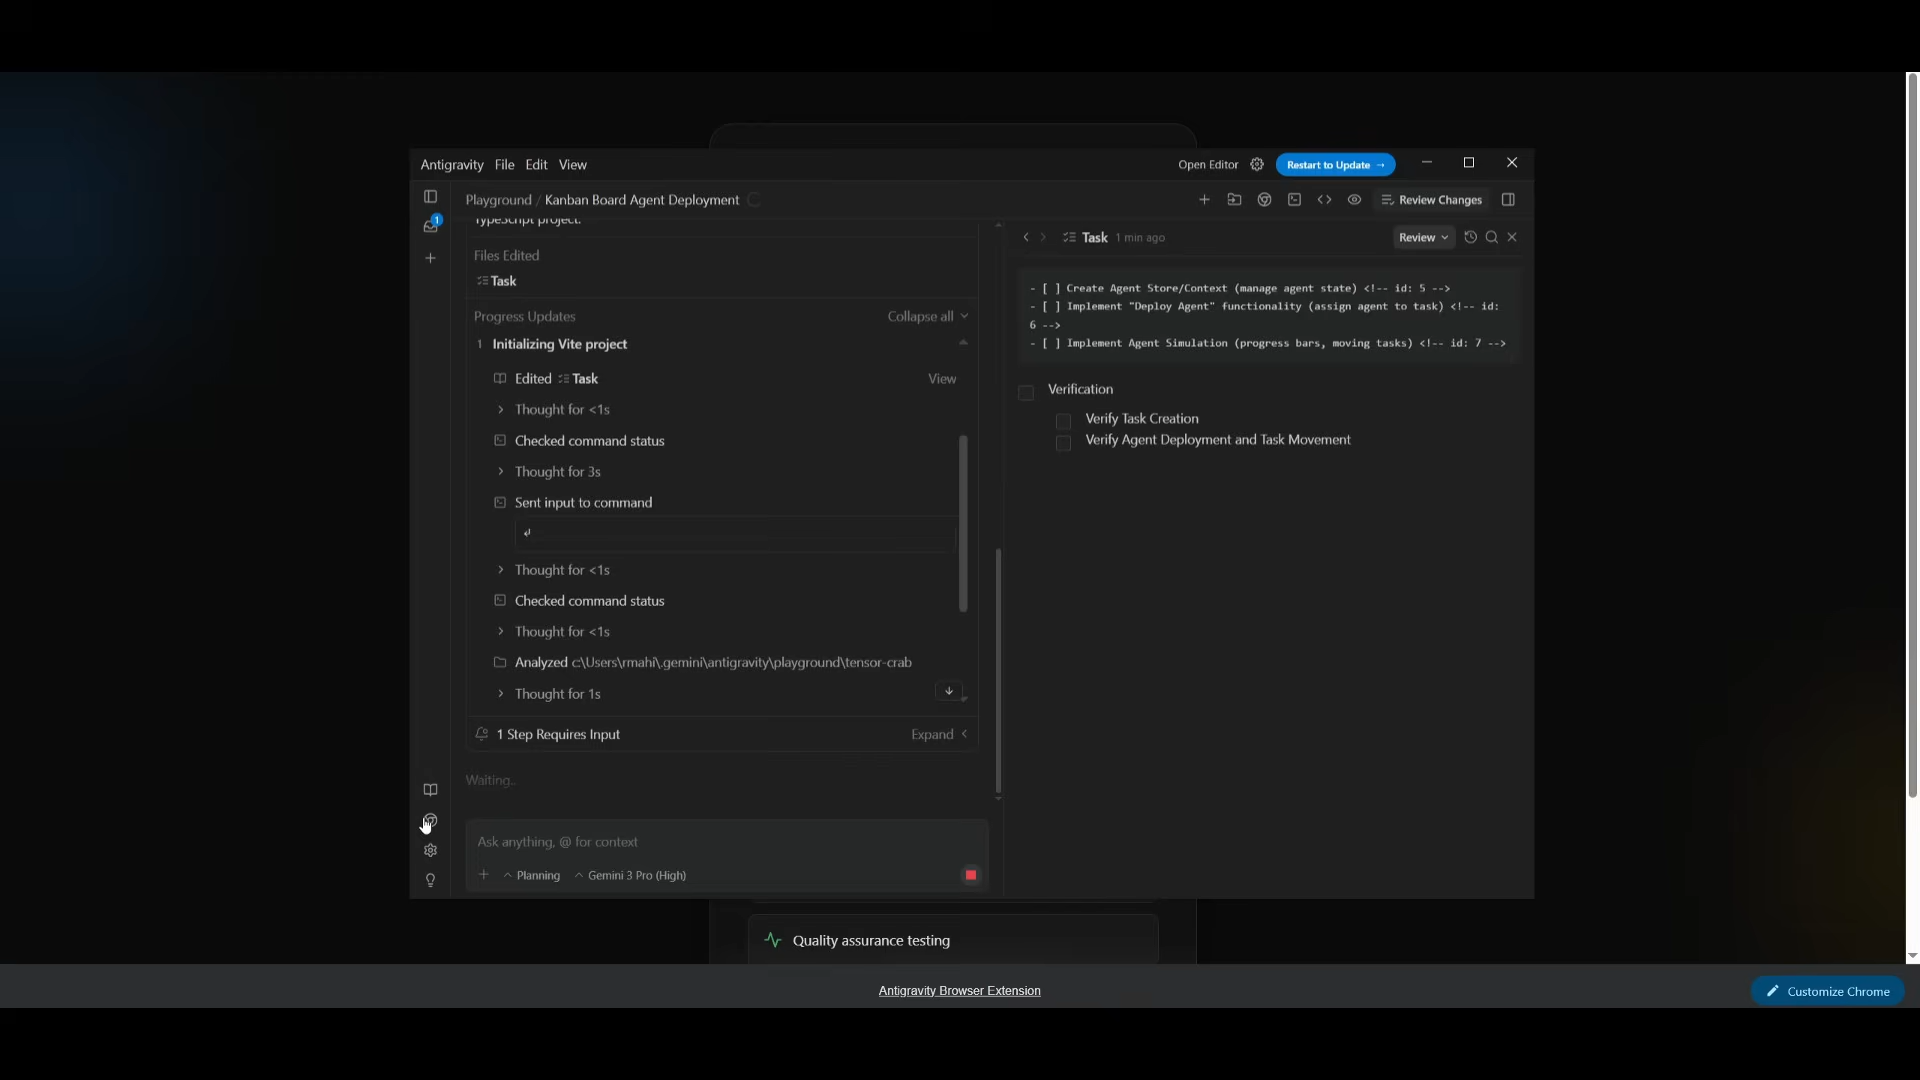 Antigravity File Edit View
Open Editor Restart to Update →
1
Playground / Kanban Board Agent Deployment
Review Changes
TypeScript project.
Files Edited
Task
Progress Updates Collapse all
1 Initializing Vite project
Edited Task View
Thought for <1s
Checked command status
Thought for 3s
Sent input to command
↲
Thought for <1s
Checked command status
Thought for <1s
Analyzed c:\Users\rmahi\.gemini\antigravity\playground\tensor-crab
Thought for 1s
1 Step Requires Input Expand
Waiting..
Ask anything, @ for context
Planning Gemini 3 Pro (High)
Task 1 min ago Review
- [ ] Create Agent Store/Context (manage agent state) <!-- id: 5 -->
- [ ] Implement "Deploy Agent" functionality (assign agent to task) <!-- id:
6 -->
- [ ] Implement Agent Simulation (progress bars, moving tasks) <!-- id: 7 -->
Verification
Verify Task Creation
Verify Agent Deployment and Task Movement
Quality assurance testing
Antigravity Browser Extension
Customize Chrome